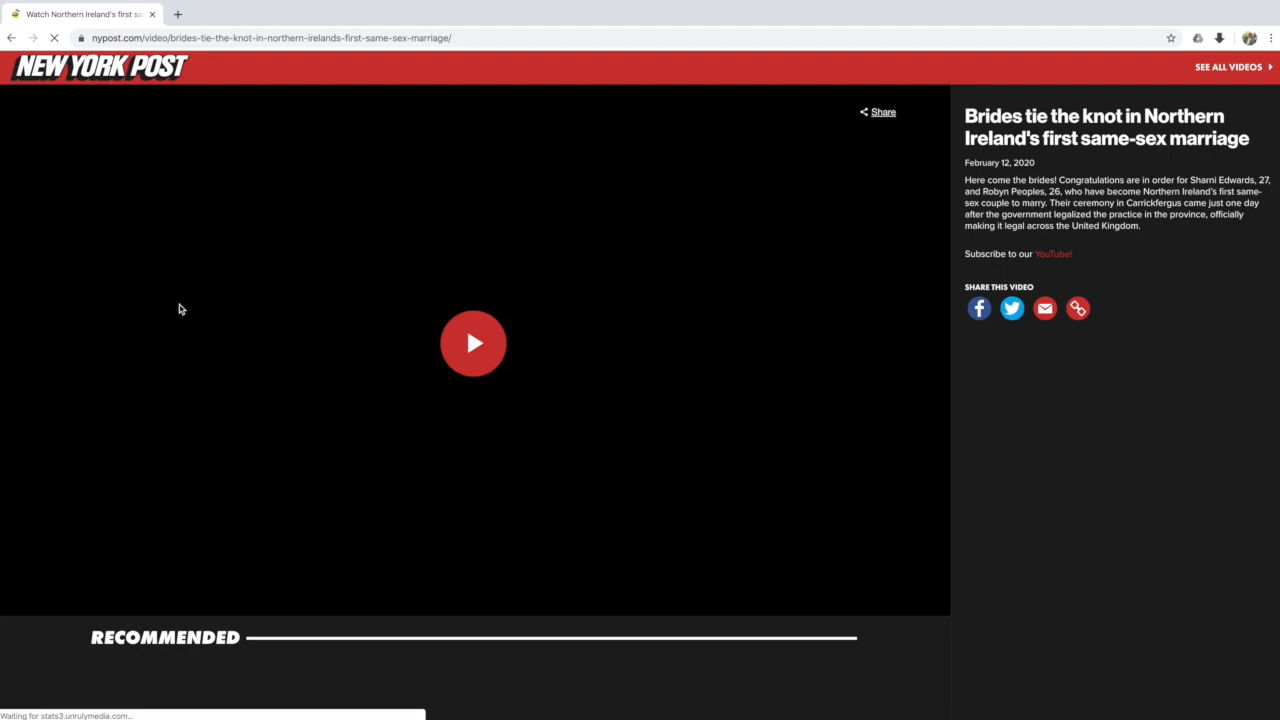 Watch Northern Ireland's first sa
nypost.com/video/brides-tie-the-knot-in-northern-irelands-first-same-sex-marriage/
NEW YORK POST
SEE ALL VIDEOS
Share
Brides tie the knot in Northern
Ireland's first same-sex marriage
February 12, 2020
Here come the brides! Congratulations are in order for Sharni Edwards, 27,
and Robyn Peoples, 26, who have become Northern Ireland's first same-
sex couple to marry. Their ceremony in Carrickfergus came just one day
after the government legalized the practice in the province, officially
making it legal across the United Kingdom.
Subscribe to our YouTube!
SHARE THIS VIDEO
RECOMMENDED
Waiting for stats3.unrulymedia.com...